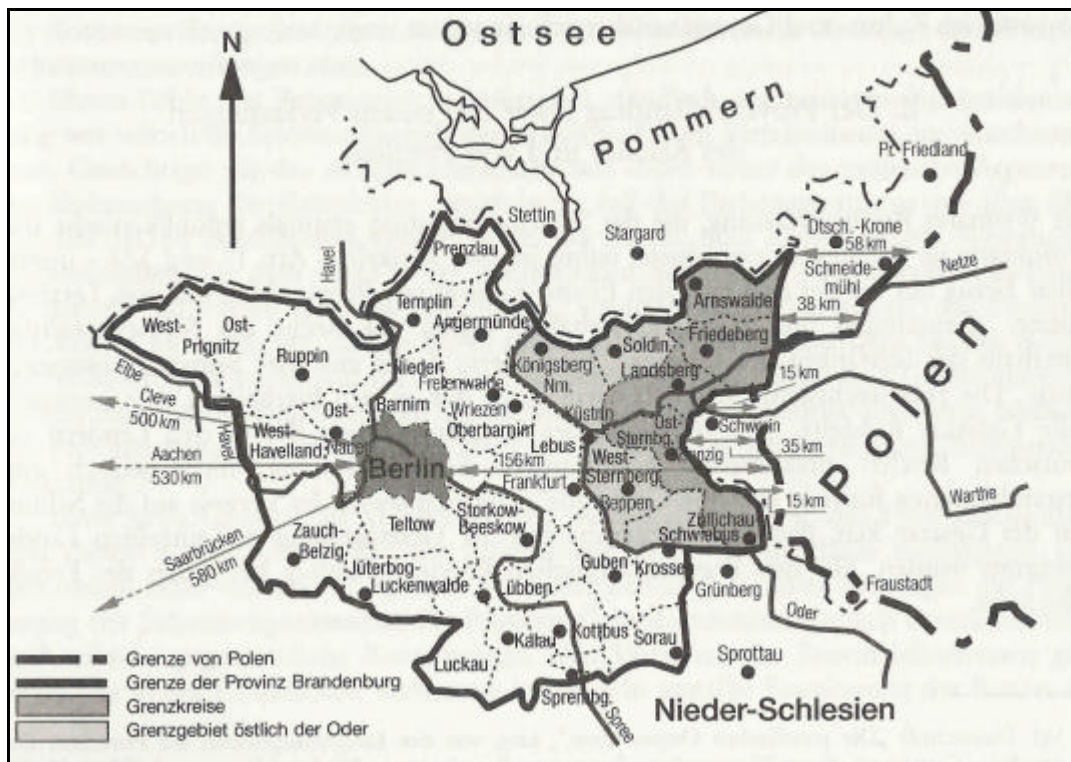 N
Ostsee
Pommern
Pr.-Friedland
Stettin
Stargard
Dtsch.-Krone
58 km
Schneide-
mühl
Netze
38 km
Prenzlau
Havel
Templin
Angermünde
Arnswalde
Friedeberg
Soldin
Landsberg
Königsberg
Nm.
West-
Prignitz
Ost-
Ruppin
Nieder-
Barnim
Freienwalde
Wriezen
Oberbarnim
Küstrin
Lebus
15 km
Polen
Elbe
Cleve
500 km
Havel
Aachen
530 km
West-
Havelland
Ost-
Berlin
156 km
Frankfurt
Ost-
Sternbg.
West-
Sternberg
Reppen
Schwerin
35 km
15 km
Warthe
Züllichau
Schwiebus
Saarbrücken
580 km
Zauch-
Belzig
Teltow
Storkow-
Beeskow
Jüterbog-
Luckenwalde
Lübben
Guben
Grünberg
Fraustadt
Oder
Luckau
Kalau
Kottbus
Sorau
Sprottau
Sprembg.
Spree
Nieder-Schlesien
Grenze von Polen
Grenze der Provinz Brandenburg
Grenzkreise
Grenzgebiet östlich der Oder